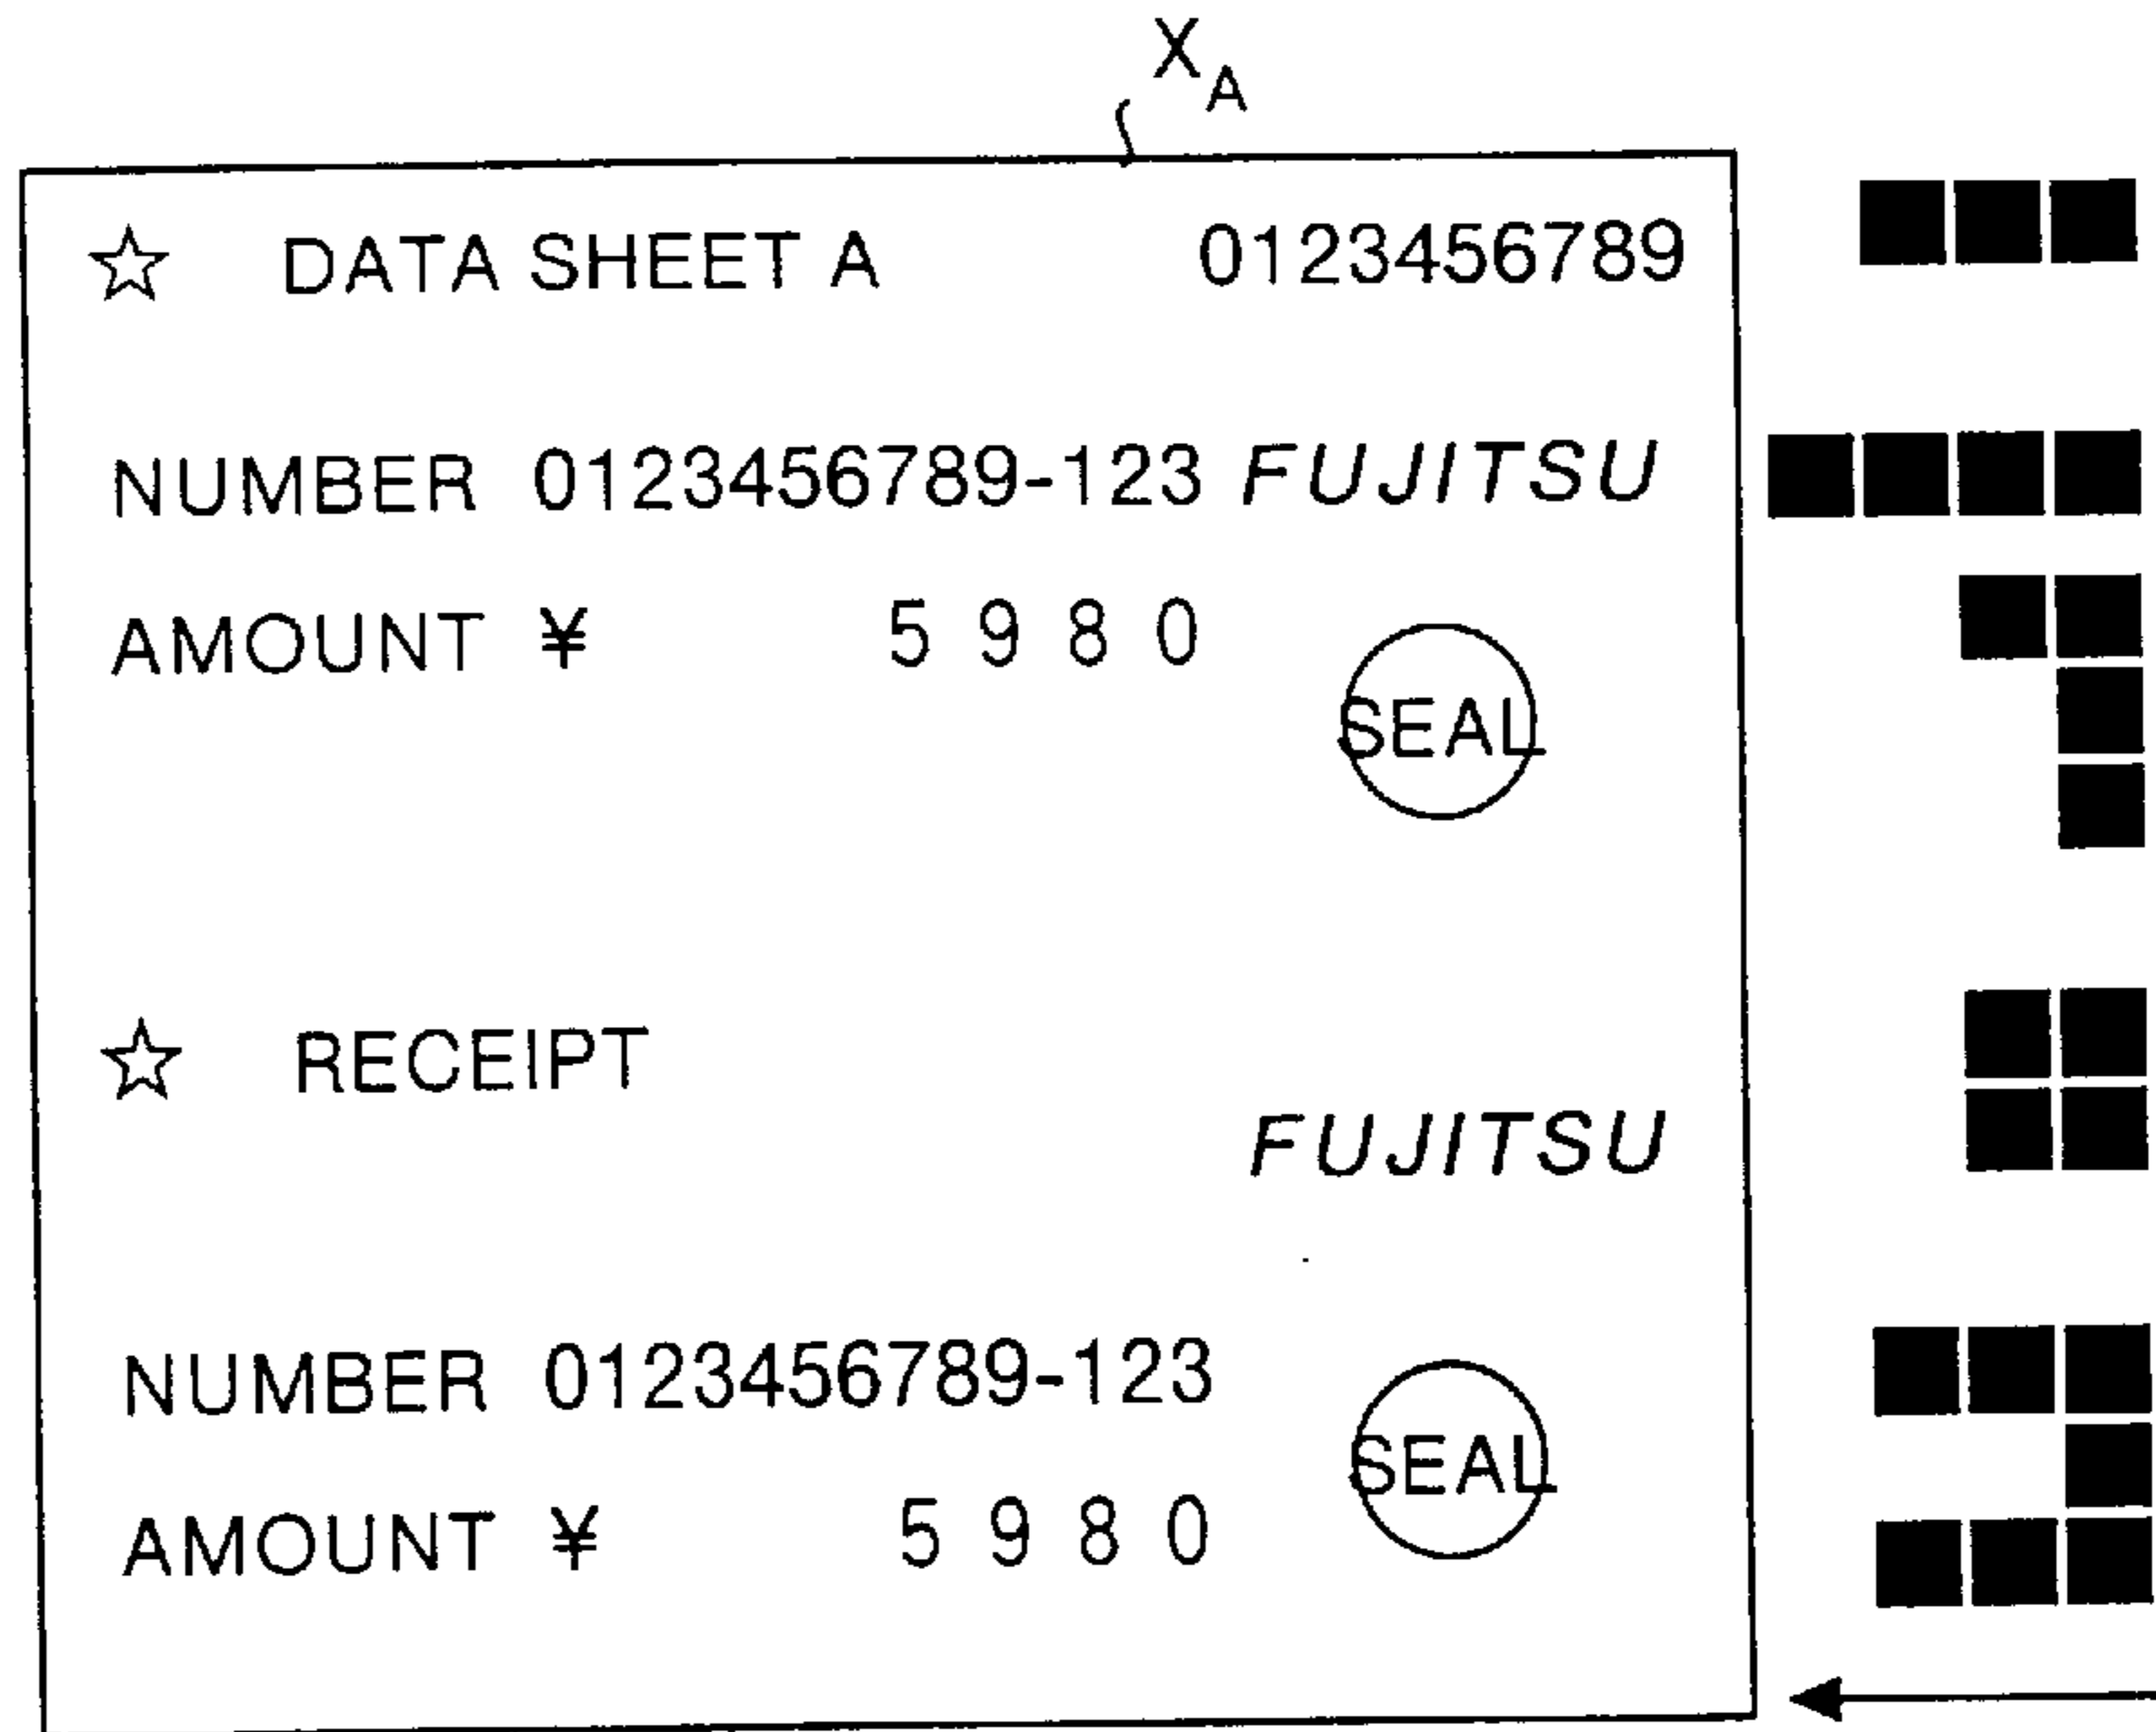 XA
☆ DATA SHEET A 0123456789
NUMBER 0123456789-123 FUJITSU
AMOUNT ¥ 5 9 8 0
SEAL
☆ RECEIPT
FUJITSU
NUMBER 0123456789-123
SEAL
AMOUNT ¥ 5 9 8 0